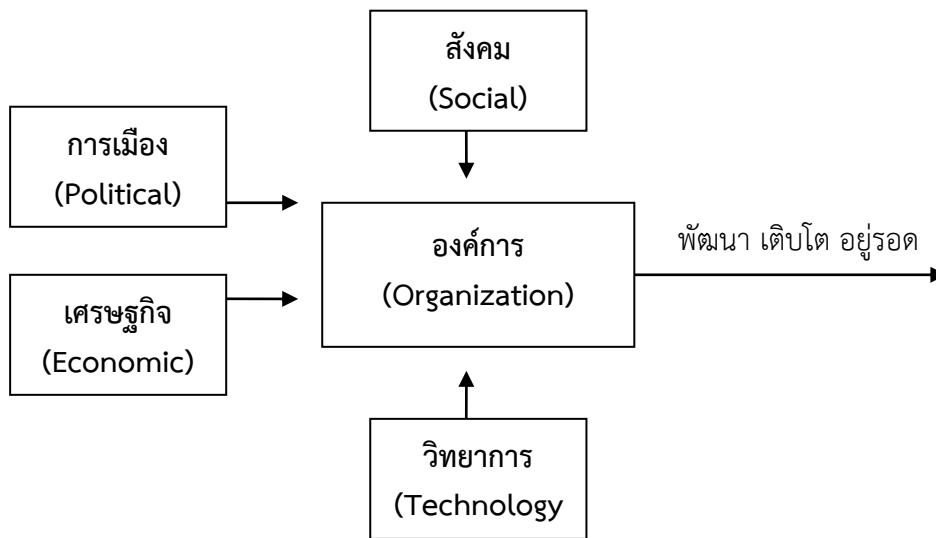 สังคม
(Social)
การเมือง
(Political)
องค์การ
(Organization)
พัฒนา เติบโต อยู่รอด
เศรษฐกิจ
(Economic)
วิทยาการ
(Technology